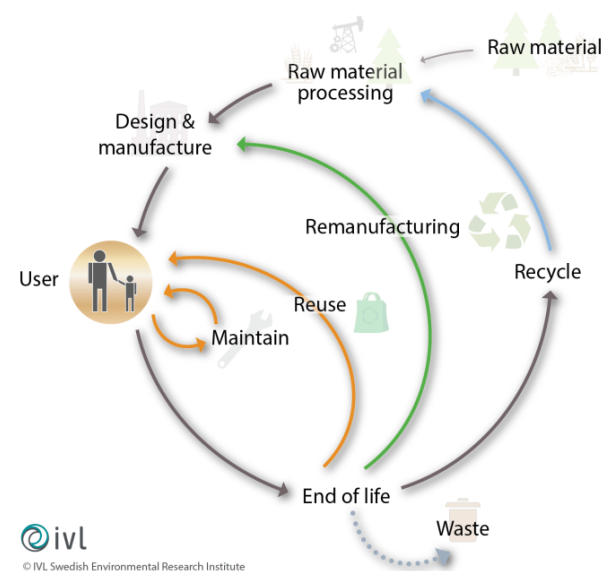 Raw material
Raw material
processing
Design &
manufacture
Remanufacturing
User
Recycle
Reuse
Maintain
End of life
Waste
ivl
© IVL Swedish Environmental Research Institute